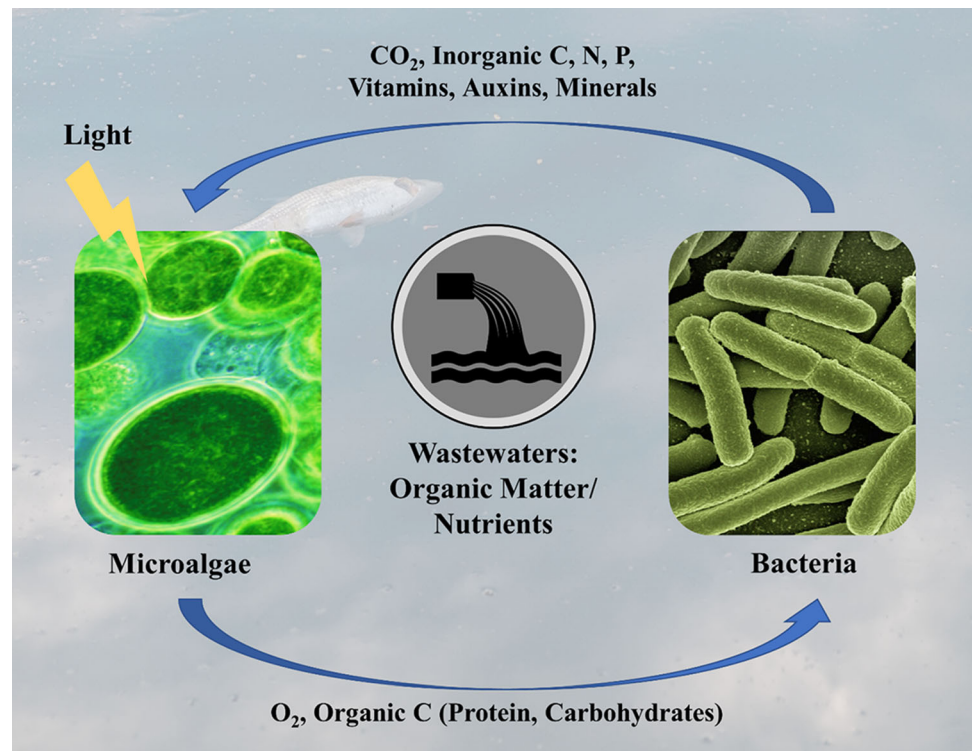 CO₂, Inorganic C, N, P,
Vitamins, Auxins, Minerals
Light
Wastewaters:
Organic Matter/
Nutrients
Microalgae
Bacteria
O₂, Organic C (Protein, Carbohydrates)